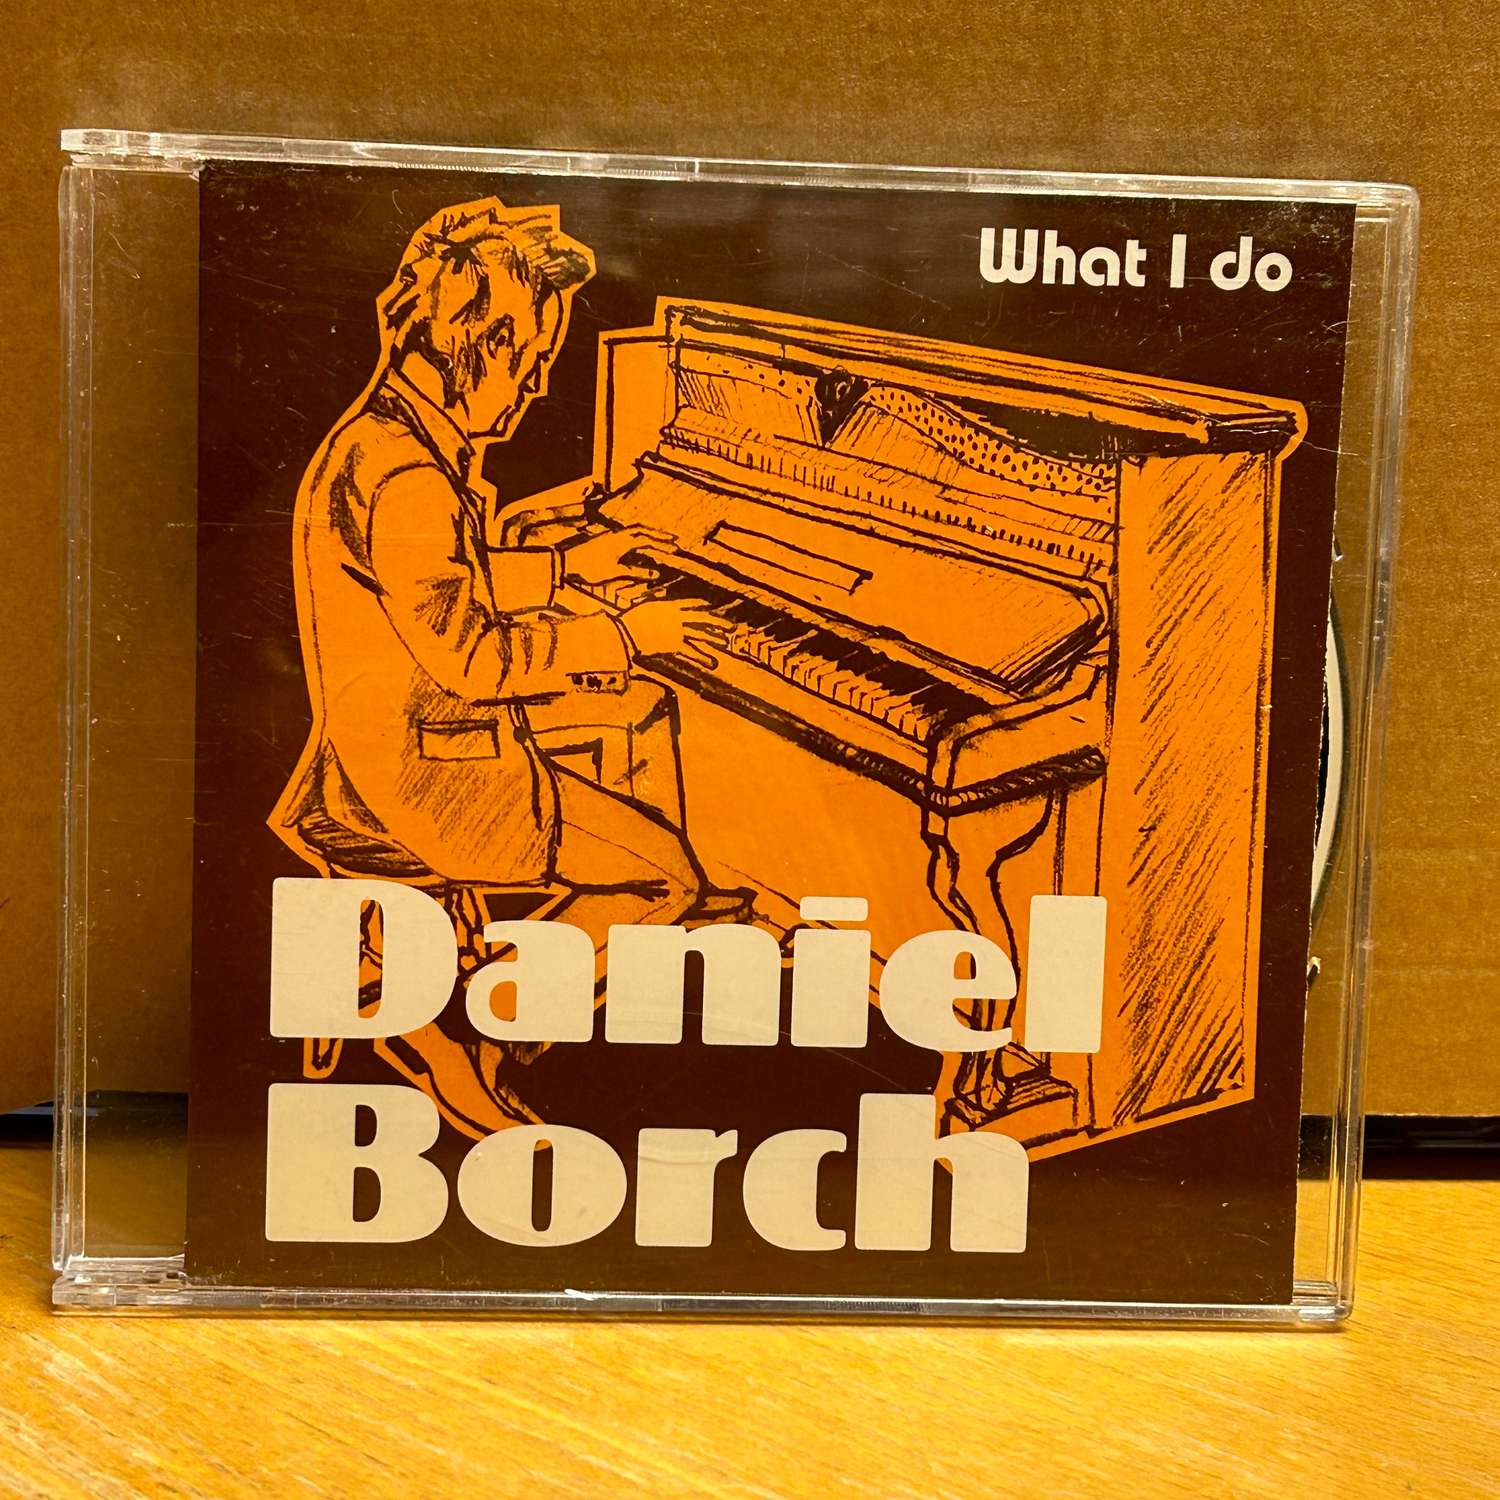 What I do
Daniel
Borch